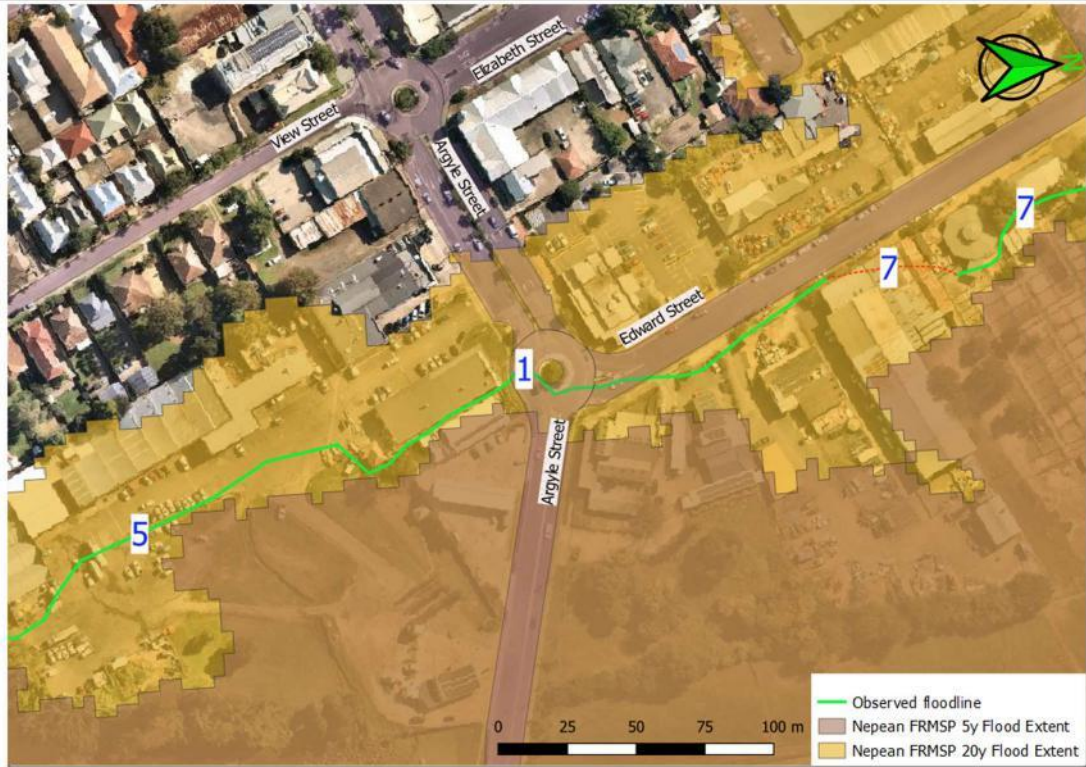 Elizabeth Street
View Street
Argyle Street
N
7
7
Edward Street
1
Argyle Street
5
0 25 50 75 100 m
Observed floodline
Nepean FRMSP 5y Flood Extent
Nepean FRMSP 20y Flood Extent